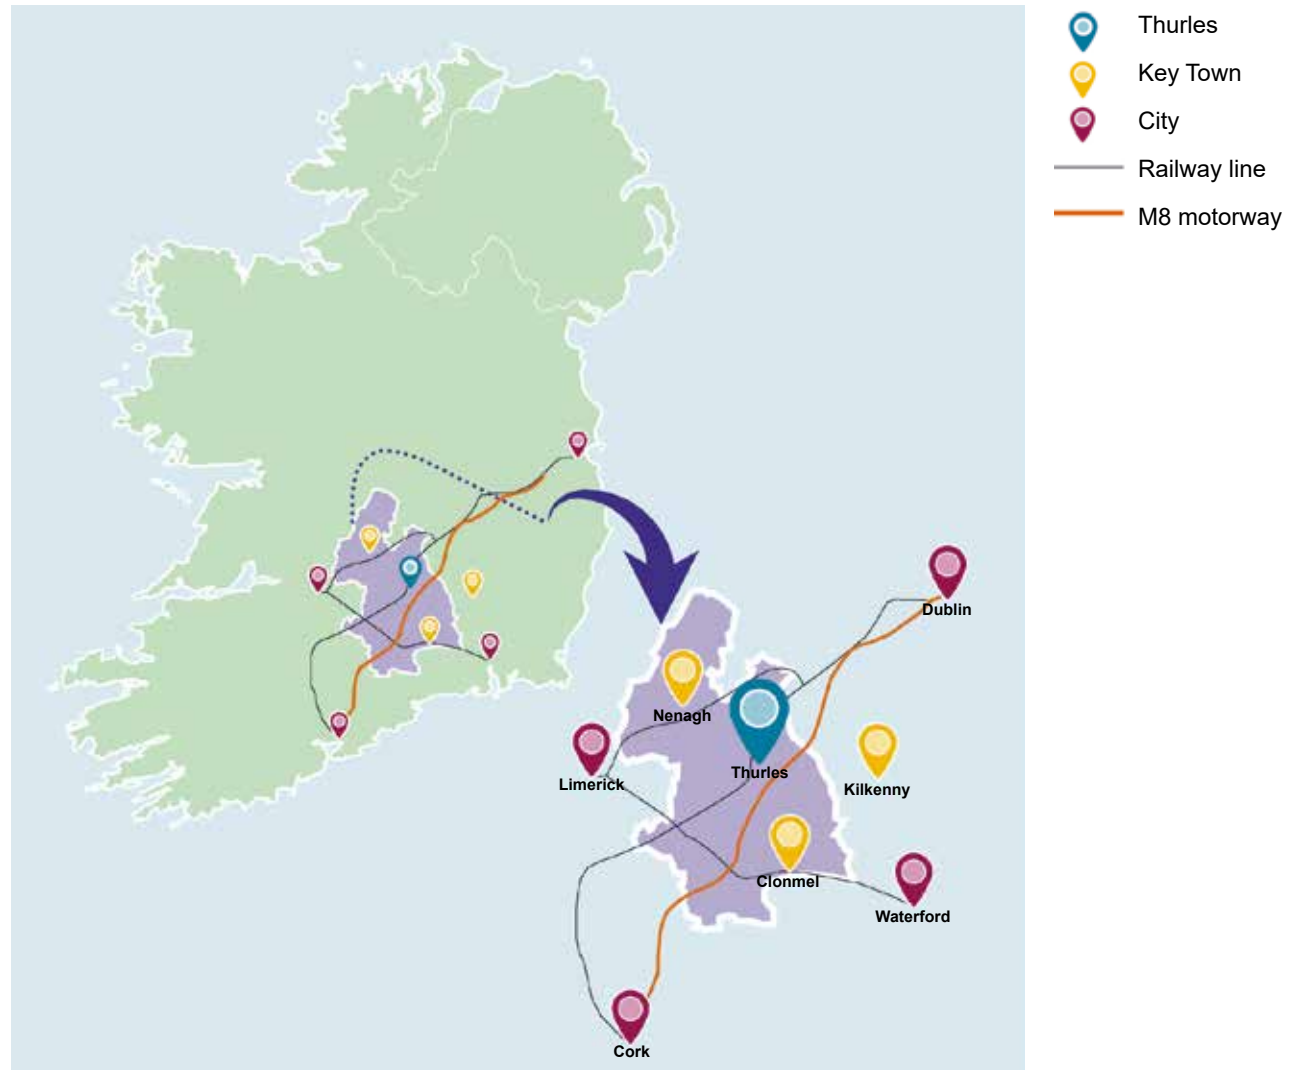 Thurles
Key Town
City
Railway line
M8 motorway
Dublin
Nenagh
Thurles
Limerick
Kilkenny
Clonmel
Waterford
Cork